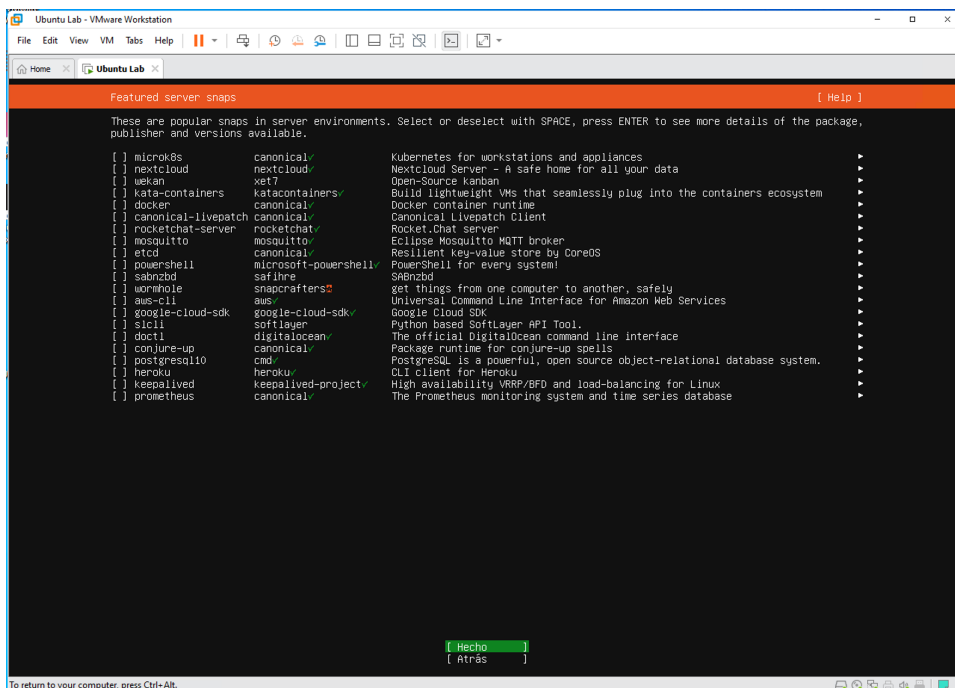 Ubuntu Lab - VMware Workstation
File Edit View VM Tabs Help
Home Ubuntu Lab
Featured server snaps [ Help ]
These are popular snaps in server environments. Select or deselect with SPACE, press ENTER to see more details of the package,
publisher and versions available.
[ ] microk8s canonical✓ Kubernetes for workstations and appliances ▸
[ ] nextcloud nextcloud✓ Nextcloud Server - A safe home for all your data ▸
[ ] wekan xet7 Open-Source kanban ▸
[ ] kata-containers katacontainers✓ Build lightweight VMs that seamlessly plug into the containers ecosystem ▸
[ ] docker canonical✓ Docker container runtime ▸
[ ] canonical-livepatch canonical✓ Canonical Livepatch Client ▸
[ ] rocketchat-server rocketchat✓ Rocket.Chat server ▸
[ ] mosquitto mosquitto✓ Eclipse Mosquitto MQTT broker ▸
[ ] etcd canonical✓ Resilient key-value store by CoreOS ▸
[ ] powershell microsoft-powershell✓ PowerShell for every system! ▸
[ ] sabnzbd safihre SABnzbd ▸
[ ] wormhole snapcrafters get things from one computer to another, safely ▸
[ ] aws-cli aws✓ Universal Command Line Interface for Amazon Web Services ▸
[ ] google-cloud-sdk google-cloud-sdk✓ Google Cloud SDK ▸
[ ] slcli softlayer Python based SoftLayer API Tool. ▸
[ ] doctl digitalocean✓ The official DigitalOcean command line interface ▸
[ ] conjure-up canonical✓ Package runtime for conjure-up spells ▸
[ ] postgresql10 cmd✓ PostgreSQL is a powerful, open source object-relational database system. ▸
[ ] heroku heroku✓ CLI client for Heroku ▸
[ ] keepalived keepalived-project✓ High availability VRRP/BFD and load-balancing for Linux ▸
[ ] prometheus canonical✓ The Prometheus monitoring system and time series database ▸
[ Hecho ]
[ Atrás ]
To return to your computer, press Ctrl+Alt.